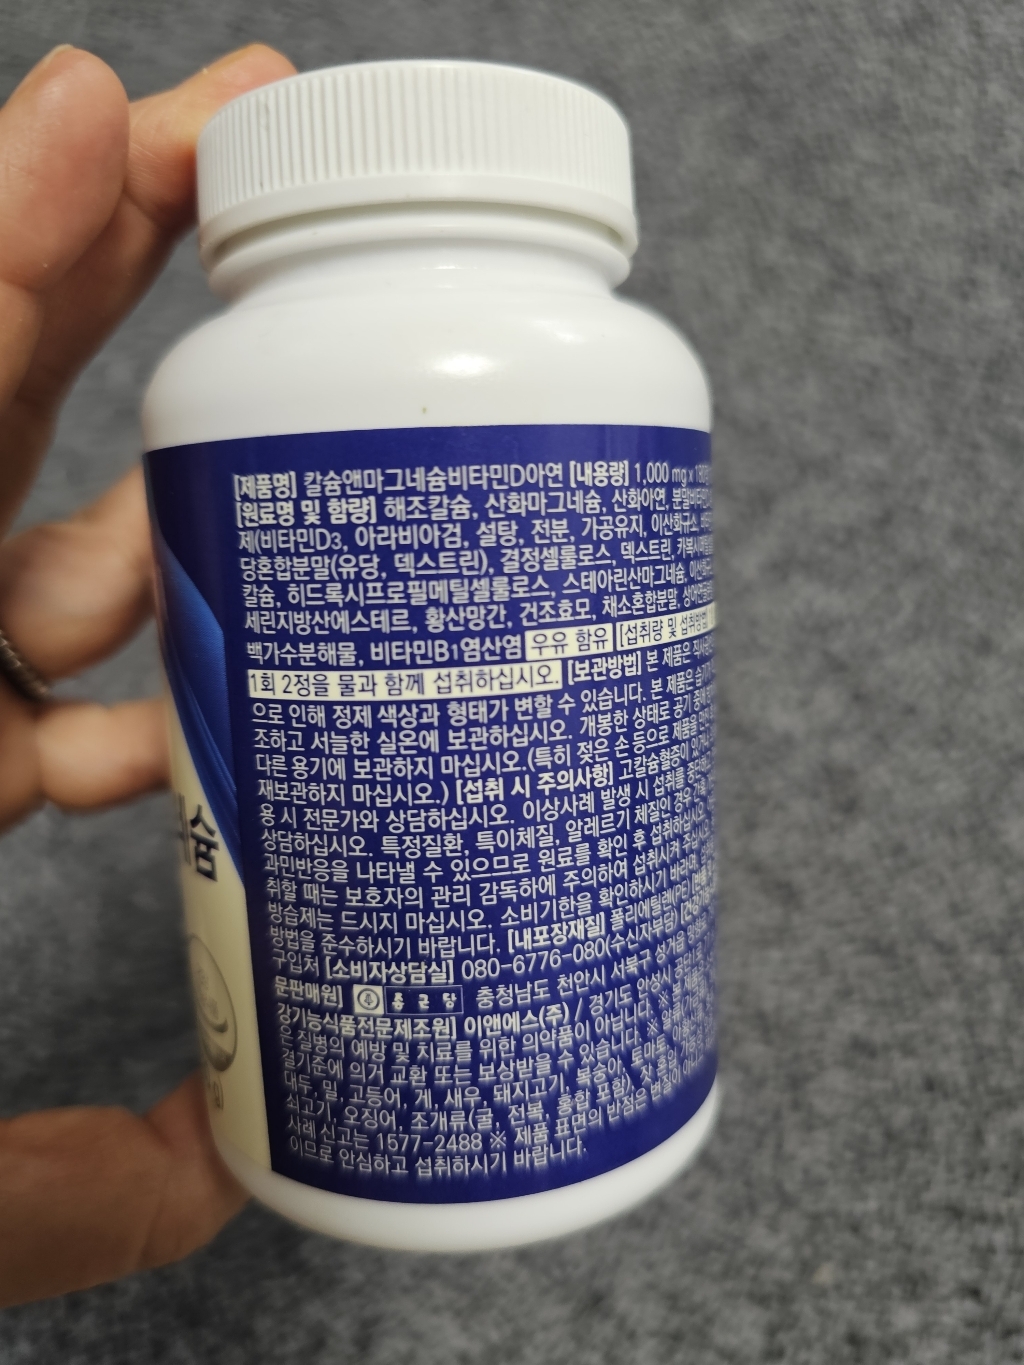 [제품명] 칼슘앤마그네슘비타민D아연 [내용량] 1,000 mg x
[원료명 및 함량] 해조칼슘, 산화마그네슘, 산화아연,
제(비타민D3, 아라비아검, 설탕, 전분, 가공유지, 이산화규소,
당혼합분말(유당, 덱스트린), 결정셀룰로스, 덱스트린,
칼슘, 히드록시프로필메틸셀룰로스, 스테아린산마그네슘,
세린지방산에스테르, 황산망간, 건조효모, 채소혼합분말,
백가수분해물, 비타민B1염산염 우유 함유 [섭취량 및 섭취방법]
1회 2정을 물과 함께 섭취하십시오. [보관방법] 본 제품은
으로 인해 정제 색상과 형태가 변할 수 있습니다. 본 제품은
조하고 서늘한 실온에 보관하십시오. 개봉한 상태로 공기 중에
다른 용기에 보관하지 마십시오.(특히 젖은 손 등으로 제품을
재보관하지 마십시오.) [섭취 시 주의사항] 고칼슘혈증이 있거나
용 시 전문가와 상담하십시오. 이상사례 발생 시 섭취를 중단하고
상담하십시오. 특정질환, 특이체질, 알레르기 체질의 경우
과민반응을 나타낼 수 있으므로 원료를 확인 후 섭취하십시오.
취할 때는 보호자의 관리 감독하에 주의하여 섭취시켜 주십시오.
방습제는 드시지 마십시오. 소비기한을 확인하시기 바라며,
방법을 준수하시기 바랍니다. [내포장재질] 폴리에틸렌(PE)
구입처 [소비자상담실] 080-6776-080(수신자부담)
문판매원] 종근당 충청남도 천안시 서북구 성거읍
강기능식품전문제조원] 이앤에스(주) / 경기도 안성시
은 질병의 예방 및 치료를 위한 의약품이 아닙니다. ※ 본 제품은
결기준에 의거 교환 또는 보상받을 수 있습니다. ※
대두, 밀, 고등어, 게, 새우, 돼지고기, 복숭아, 토마토,
쇠고기, 오징어, 조개류(굴, 전복, 홍합 포함), 잣
사례 신고는 1577-2488 ※ 제품 표면의 반점은 변질이
이므로 안심하고 섭취하시기 바랍니다.